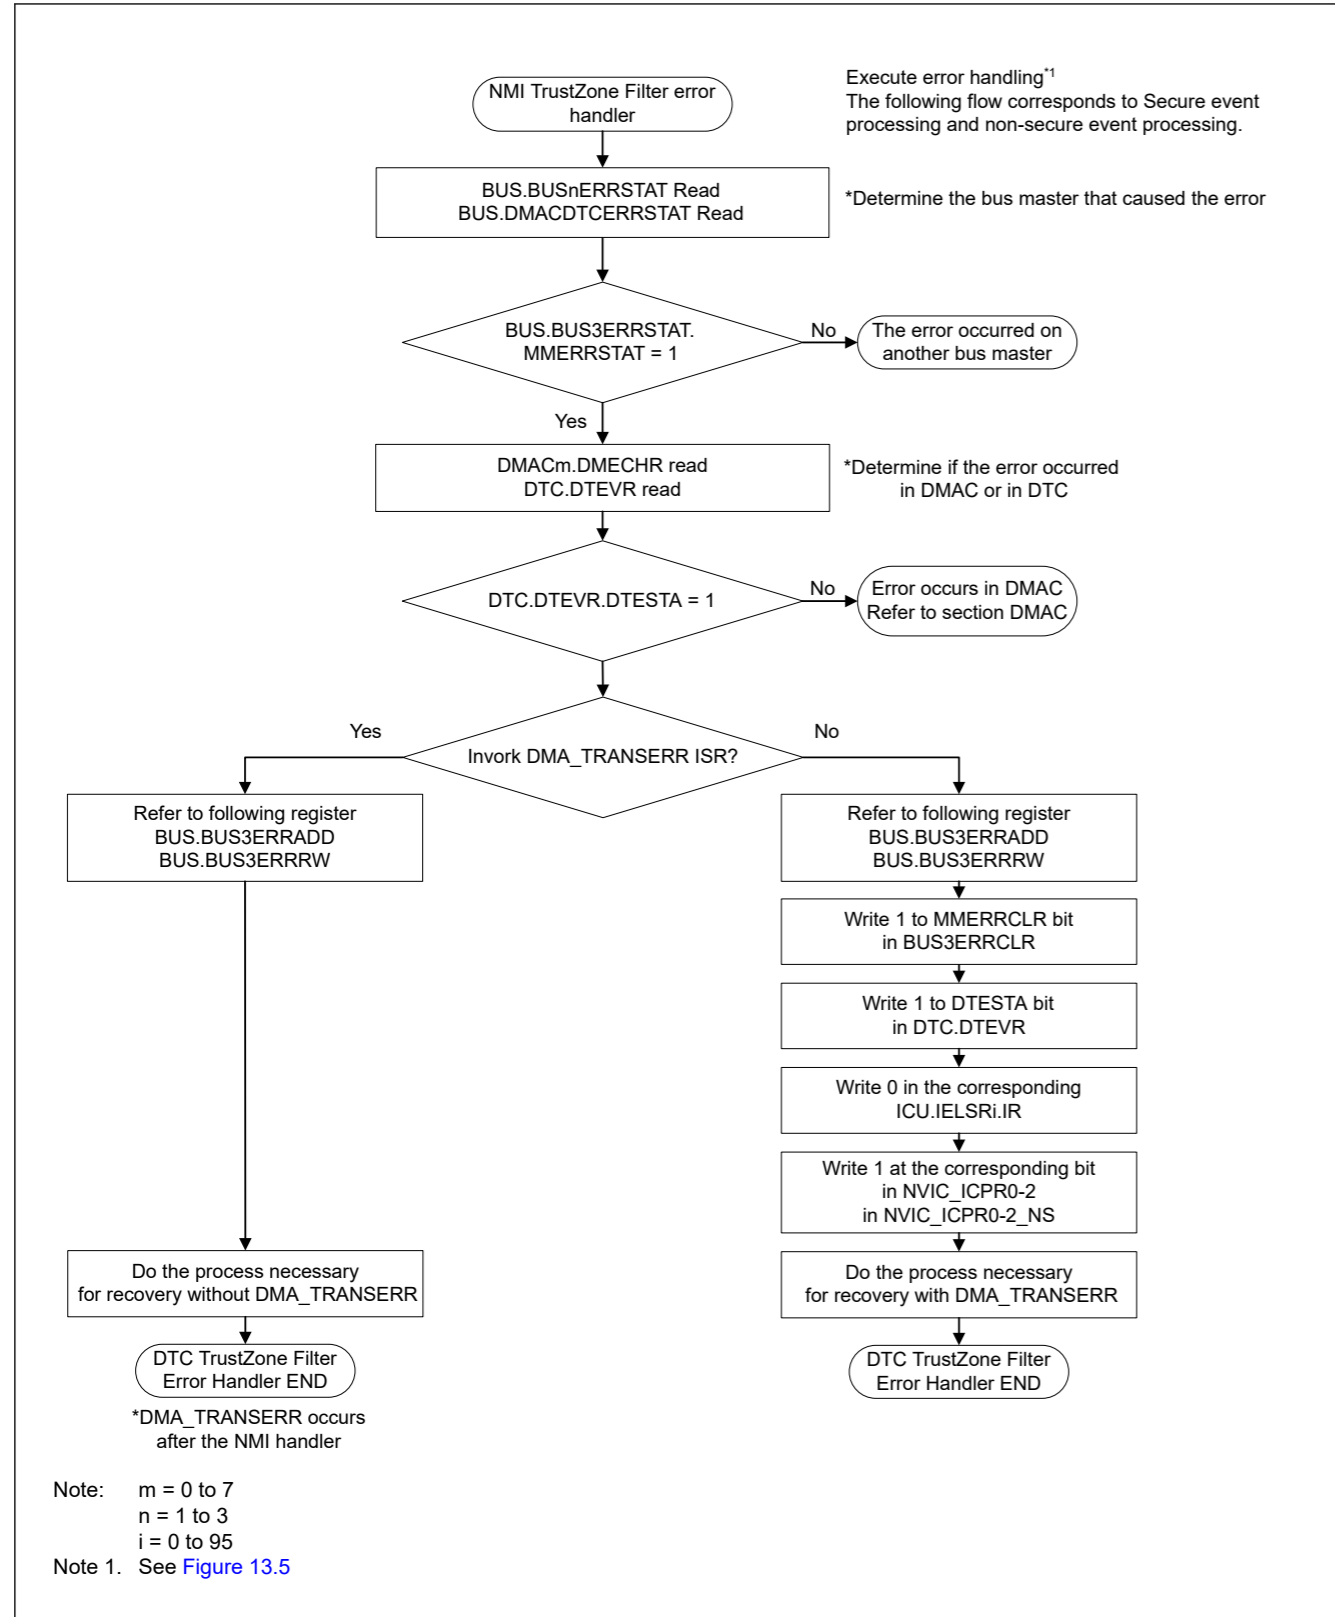 NMI TrustZone Filter error
handler
Execute error handling*1
The following flow corresponds to Secure event
processing and non-secure event processing.
BUS.BUSnERRSTAT Read
BUS.DMACDTCERRSTAT Read
*Determine the bus master that caused the error
BUS.BUS3ERRSTAT.
MMERRSTAT = 1
No
The error occurred on
another bus master
Yes
DMACm.DMECHR read
DTC.DTEVR read
*Determine if the error occurred
in DMAC or in DTC
DTC.DTEVR.DTESTA = 1
No
Error occurs in DMAC
Refer to section DMAC
Yes
Invork DMA_TRANSERR ISR?
No
Refer to following register
BUS.BUS3ERRADD
BUS.BUS3ERRRW
Refer to following register
BUS.BUS3ERRADD
BUS.BUS3ERRRW
Write 1 to MMERRCLR bit
in BUS3ERRCLR
Write 1 to DTESTA bit
in DTC.DTEVR
Write 0 in the corresponding
ICU.IELSRi.IR
Write 1 at the corresponding bit
in NVIC_ICPR0-2
in NVIC_ICPR0-2_NS
Do the process necessary
for recovery without DMA_TRANSERR
Do the process necessary
for recovery with DMA_TRANSERR
DTC TrustZone Filter
Error Handler END
DTC TrustZone Filter
Error Handler END
*DMA_TRANSERR occurs
after the NMI handler
Note: m = 0 to 7
n = 1 to 3
i = 0 to 95
Note 1. See Figure 13.5